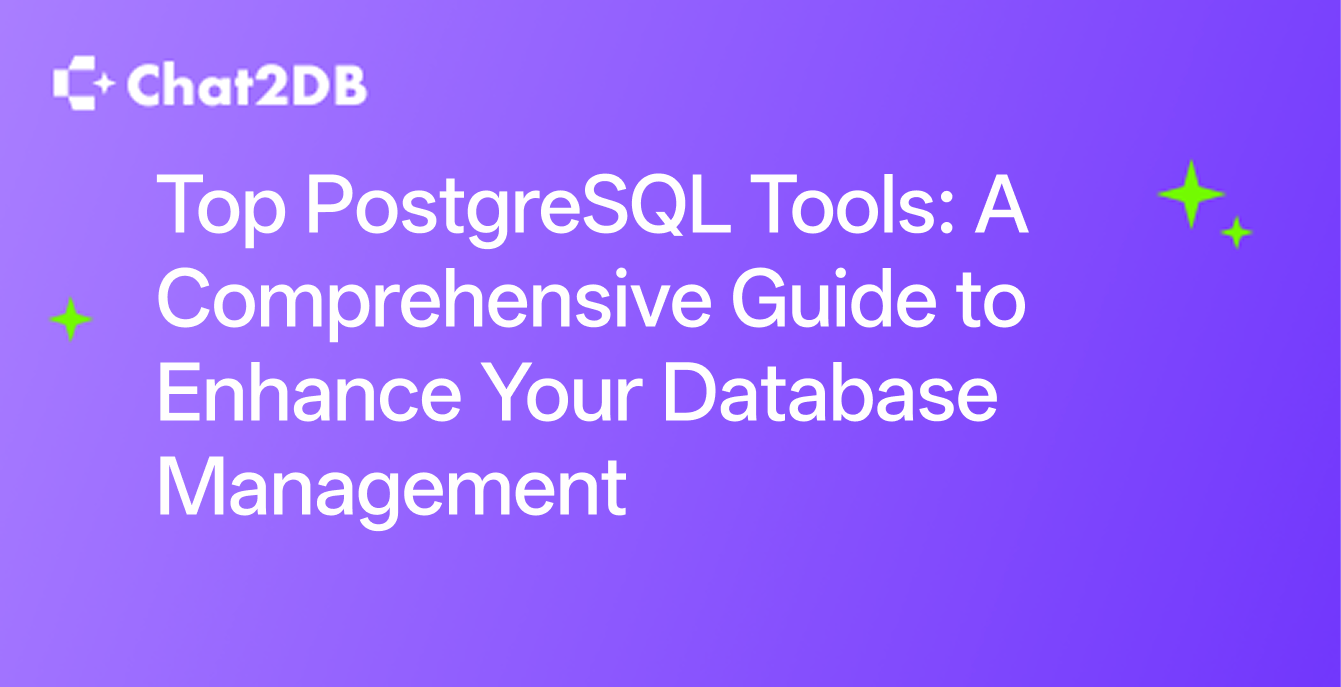 Chat2DB
Top PostgreSQL Tools: A
Comprehensive Guide to
Enhance Your Database
Management